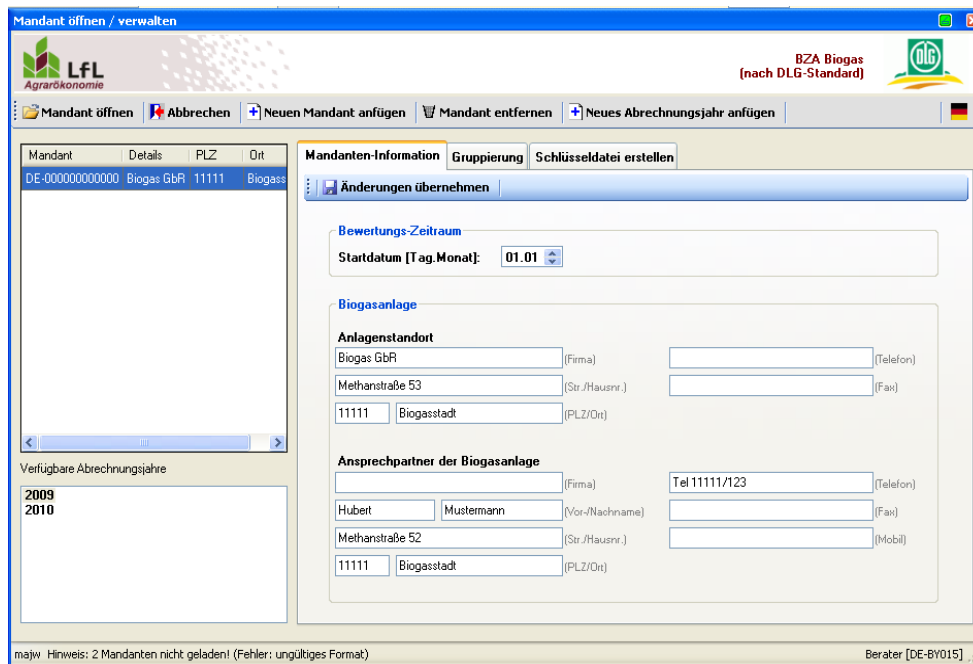 Mandant öffnen / verwalten
LfL
Agrarökonomie
BZA Biogas
(nach DLG-Standard)
DLG
Mandant öffnen Abbrechen Neuen Mandant anfügen Mandant entfernen Neues Abrechnungsjahr anfügen
Mandant Details PLZ Ort
DE-000000000000 Biogas GbR 11111 Biogass
Verfügbare Abrechnungsjahre
2009
2010
Mandanten-Information Gruppierung Schlüsseldatei erstellen
Änderungen übernehmen
Bewertungs-Zeitraum
Startdatum [Tag.Monat]: 01.01
Biogasanlage
Anlagenstandort
Biogas GbR (Firma) (Telefon)
Methanstraße 53 (Str./Hausnr.) (Fax)
11111 Biogasstadt (PLZ/Ort)
Ansprechpartner der Biogasanlage
(Firma) Tel 11111/123 (Telefon)
Hubert Mustermann (Vor-/Nachname) (Fax)
Methanstraße 52 (Str./Hausnr.) (Mobil)
11111 Biogasstadt (PLZ/Ort)
majw Hinweis: 2 Mandanten nicht geladen! (Fehler: ungültiges Format) Berater [DE-BY015]